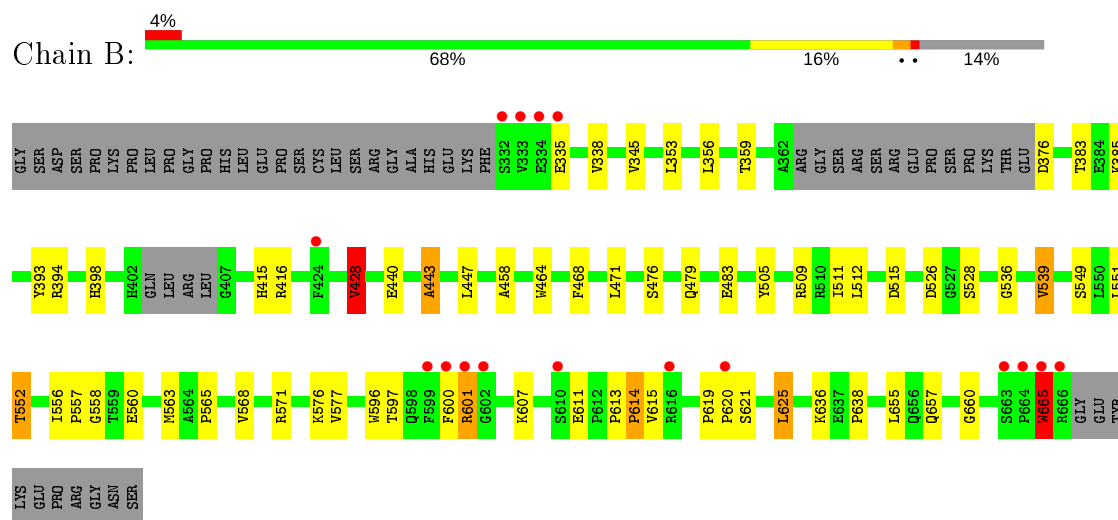 4%
Chain B:
68% 16% • • 14%
GLY SER ASP SER PRO LYS PRO LEU PRO GLY PRO HIS LEU GLU PRO SER CYS LEU SER ARG GLY ALA HIS GLU LYS PHE S332 V333 E334 E335 V338 V345 L353 L356 T359 A362 ARG GLY SER ARG SER ARG GLU PRO SER PRO LYS THR GLU D376 T383 E384 K385
Y393 R394 H398 H402 GLN LEU ARG LEU G407 H415 R416 F424 V428 E440 A443 L447 A458 W464 F468 L471 S476 Q479 E483 Y505 R509 R510 I511 L512 D515 D526 G527 S528 G536 V539 S549 L550 L551
T552 I556 P557 G558 T559 E560 M563 A564 P565 V568 R571 K576 V577 W596 T597 Q598 F599 F600 R601 G602 K607 S610 E611 P612 P613 P614 V615 R616 P619 P620 S621 L625 K636 E637 P638 L655 Q656 Q657 G660 S663 P664 W665 R666 GLY GLU TYR
LYS GLU PRO ARG GLY ASN SER